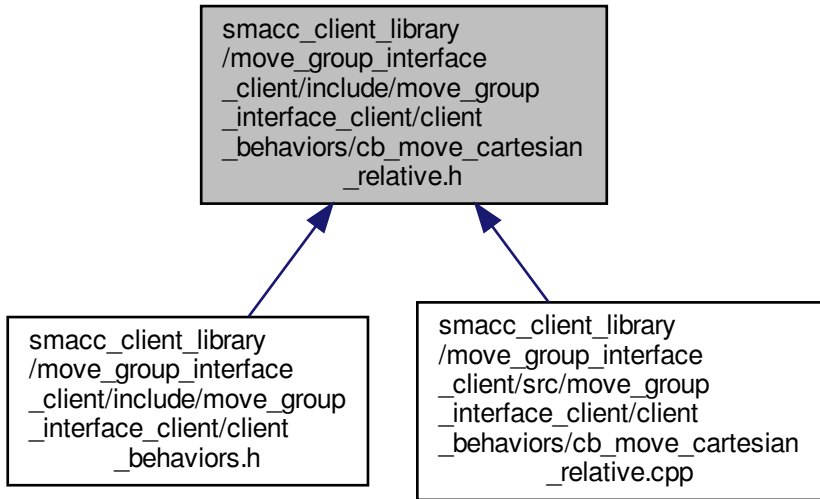 smacc_client_library
/move_group_interface
_client/include/move_group
_interface_client/client
_behaviors/cb_move_cartesian
_relative.h
smacc_client_library
/move_group_interface
_client/include/move_group
_interface_client/client
_behaviors.h
smacc_client_library
/move_group_interface
_client/src/move_group
_interface_client/client
_behaviors/cb_move_cartesian
_relative.cpp